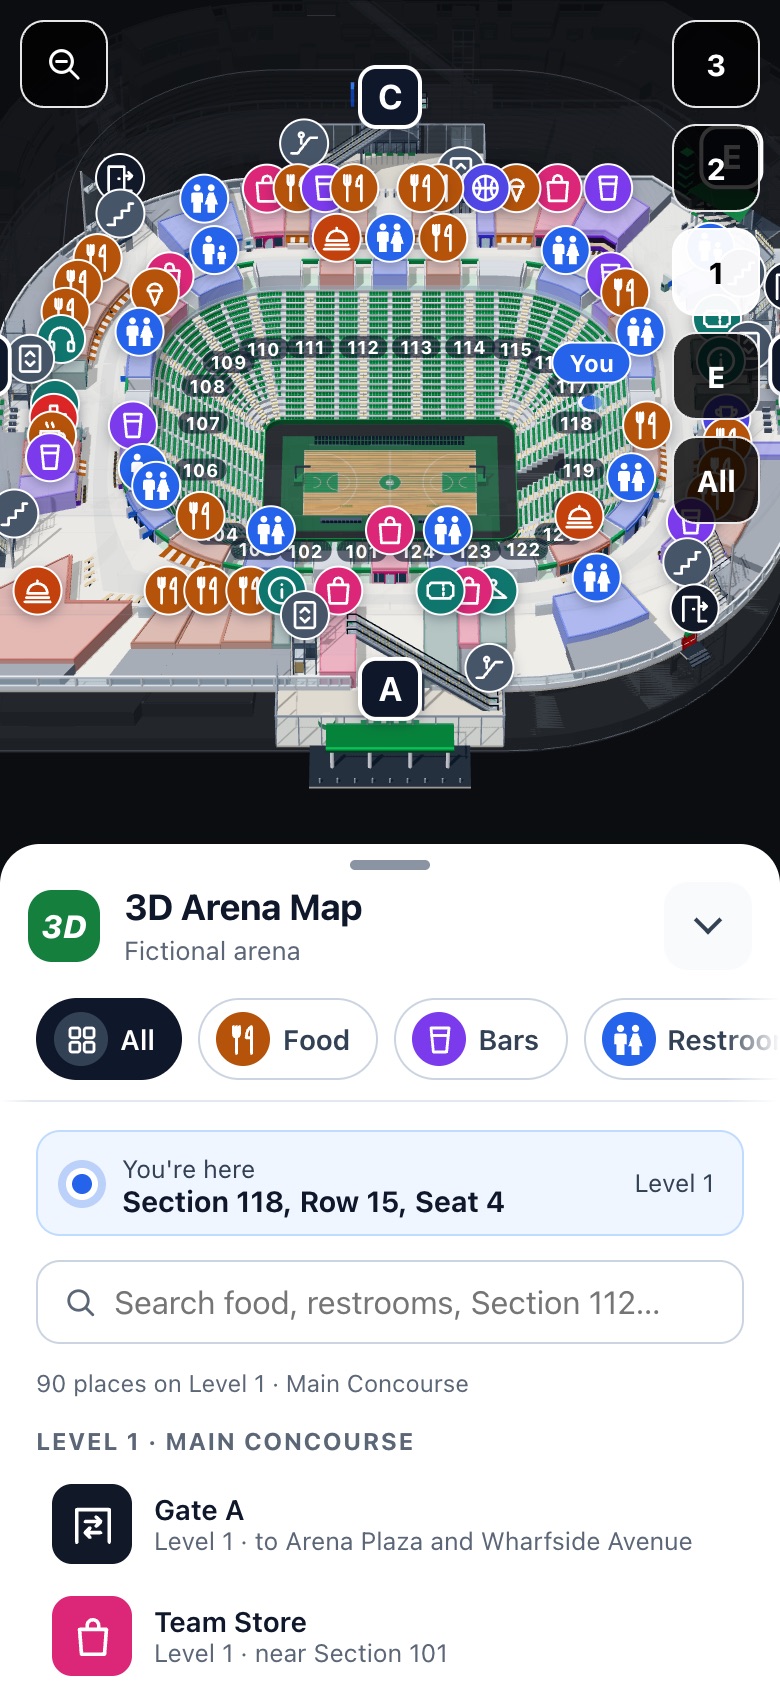 C
3
E
2
1
E
All
110 111 112 113 114 115
109
You
108
107
118
106
119
102
122
A
3D
3D Arena Map
Fictional arena
All
Food
Bars
You're here
Section 118, Row 15, Seat 4
Level 1
Search food, restrooms, Section 112...
90 places on Level 1 · Main Concourse
LEVEL 1 · MAIN CONCOURSE
Gate A
Level 1 · to Arena Plaza and Wharfside Avenue
Team Store
Level 1 · near Section 101